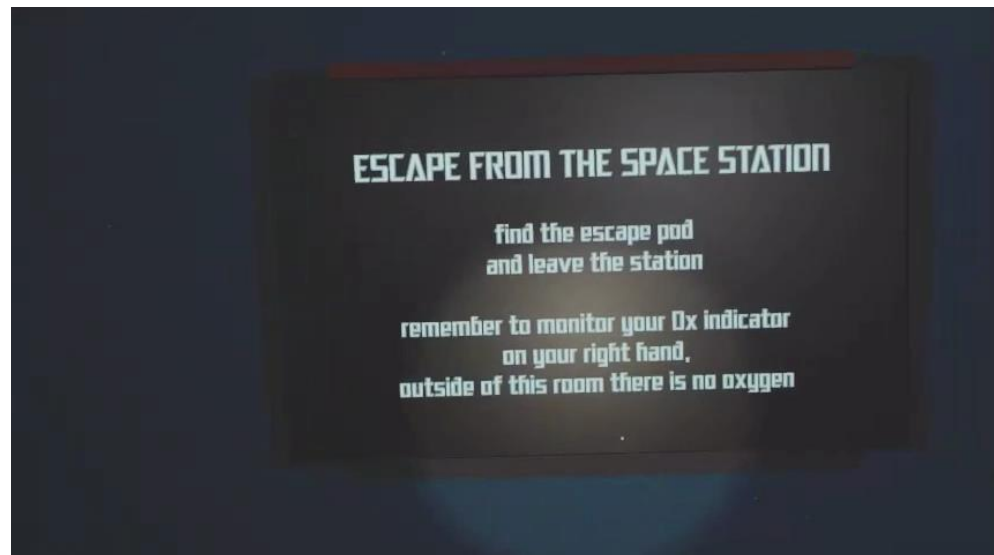 ESCAPE FROM THE SPACE STATION
find the escape pod
and leave the station
remember to monitor your Ox indicator
on your right hand,
outside of this room there is no oxygen